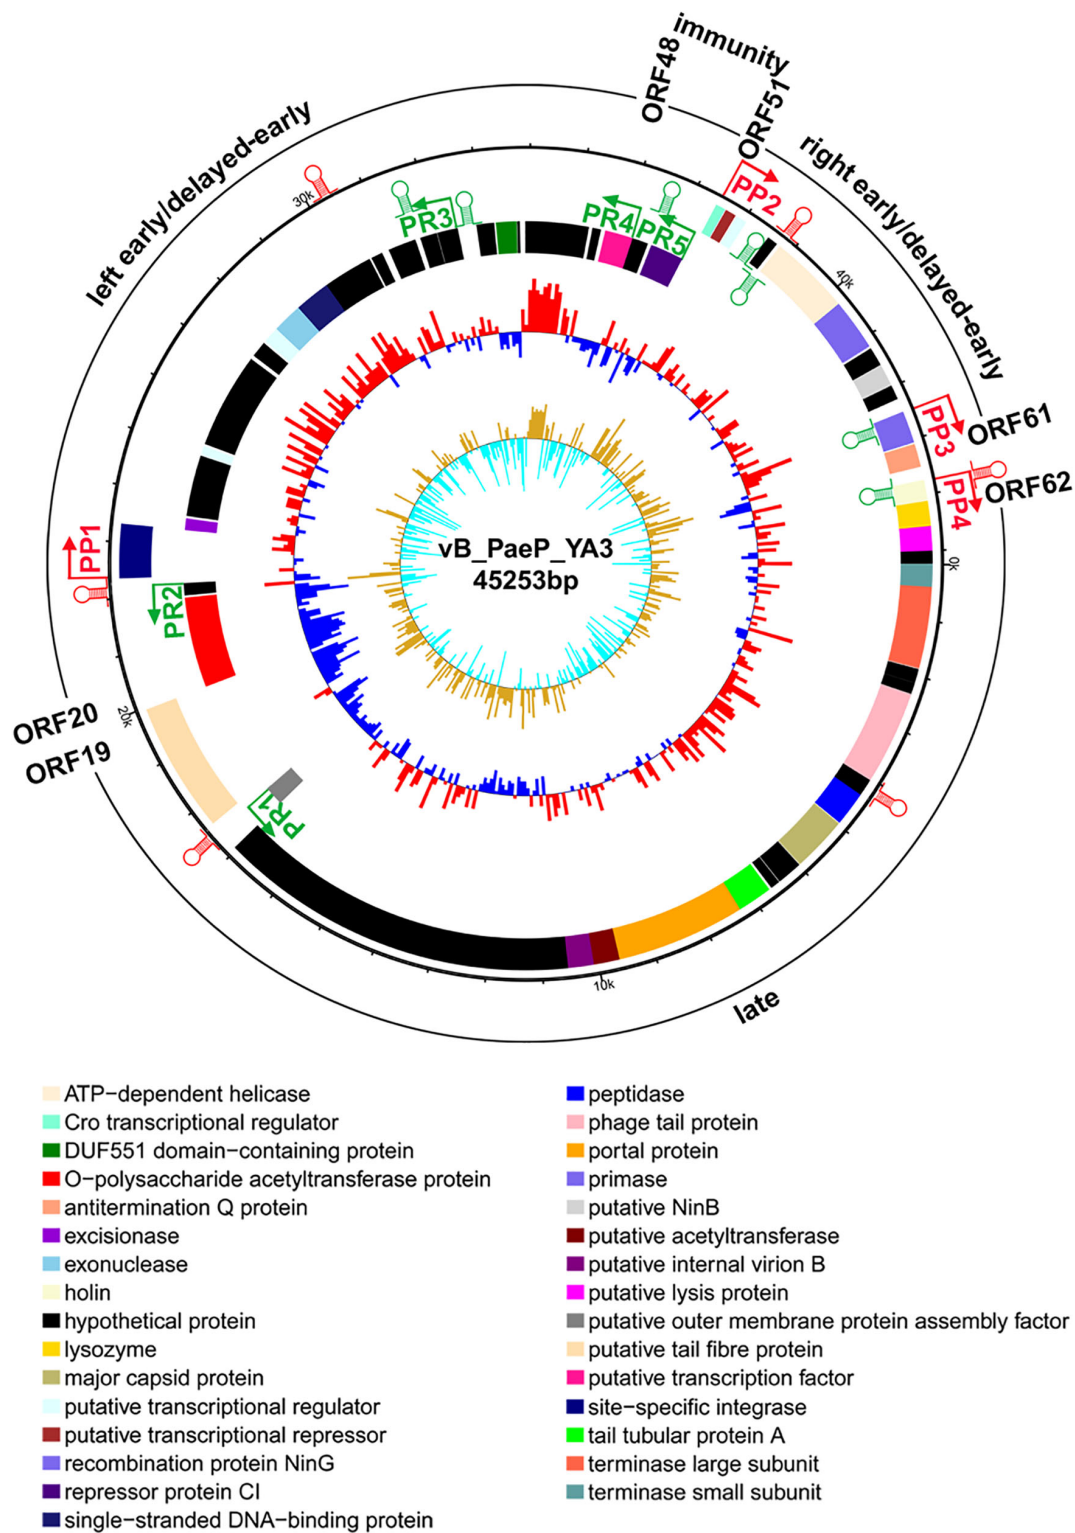 immunity
ORF48
ORF51
left early/delayed-early
right early/delayed-early
30k
PR3
PR4
PR5
PP2
40k
PP3
ORF61
PP4
ORF62
0k
PP1
PR2
vB_PaeP_YA3
45253bp
ORF20
20k
ORF19
PR1
10k
late
ATP−dependent helicase
Cro transcriptional regulator
DUF551 domain−containing protein
O−polysaccharide acetyltransferase protein
antitermination Q protein
excisionase
exonuclease
holin
hypothetical protein
lysozyme
major capsid protein
putative transcriptional regulator
putative transcriptional repressor
recombination protein NinG
repressor protein CI
single−stranded DNA−binding protein
peptidase
phage tail protein
portal protein
primase
putative NinB
putative acetyltransferase
putative internal virion B
putative lysis protein
putative outer membrane protein assembly factor
putative tail fibre protein
putative transcription factor
site−specific integrase
tail tubular protein A
terminase large subunit
terminase small subunit